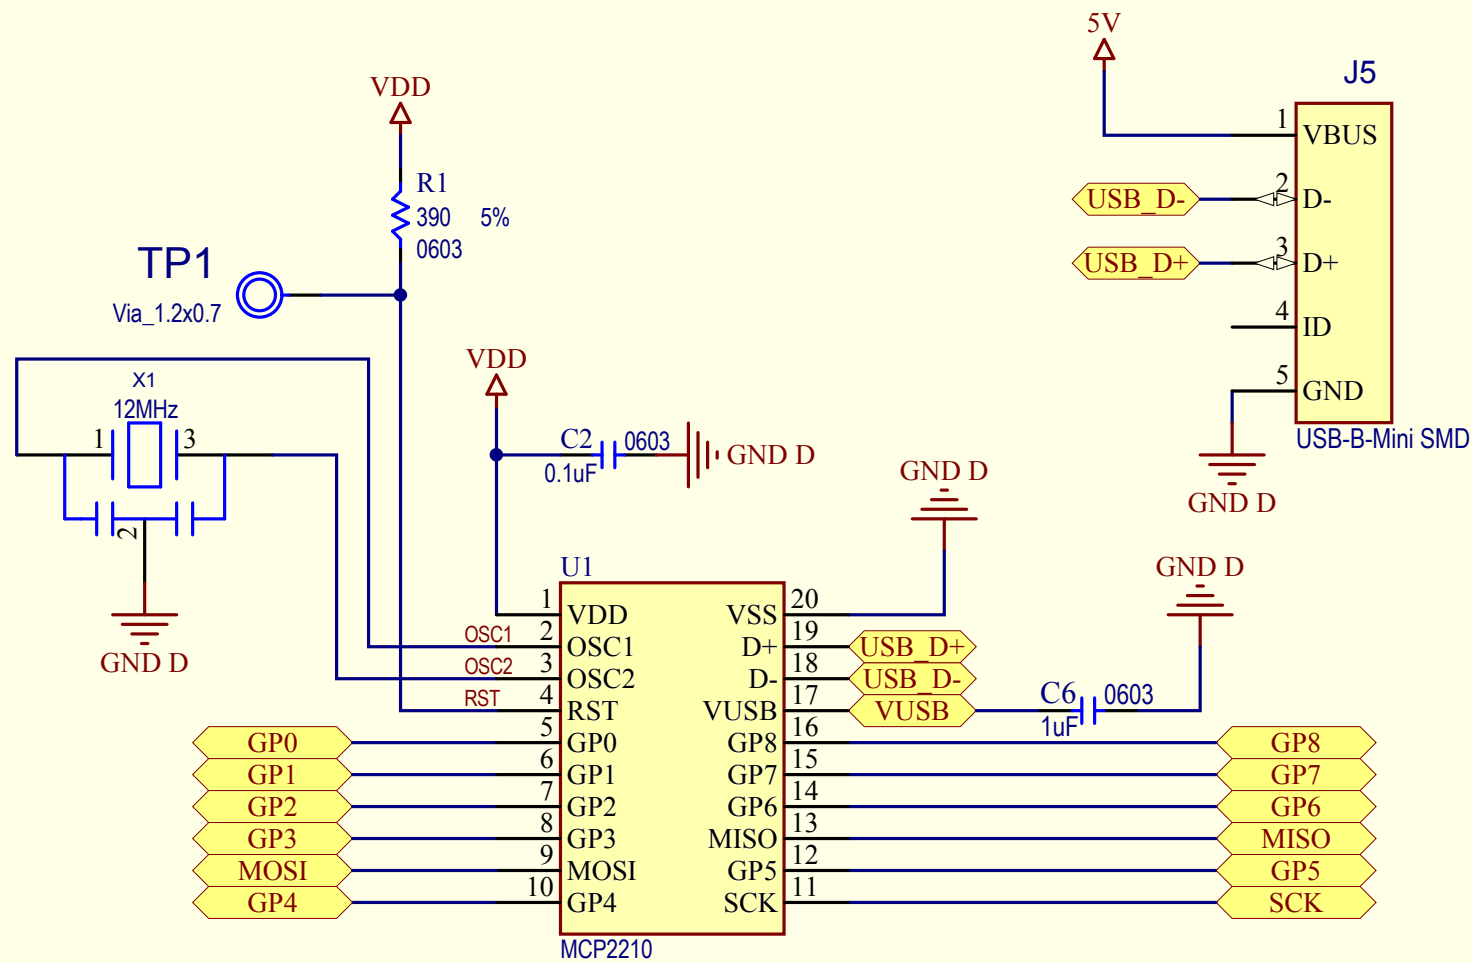 5V
J5
1
VBUS
USB_D-
2
D-
USB_D+
3
D+
4
ID
5
GND
USB-B-Mini SMD
GND D
VDD
R1
390 5%
0603
TP1
Via_1.2x0.7
X1
12MHz
1
3
2
GND D
VDD
C2
0603
0.1uF
GND D
GND D
GND D
U1
1
VDD
VSS
20
OSC1
2
OSC1
D+
19
USB_D+
OSC2
3
OSC2
D-
18
USB_D-
RST
4
RST
VUSB
17
VUSB
C6
0603
1uF
GP0
5
GP0
GP8
16
GP8
GP1
6
GP1
GP7
15
GP7
GP2
7
GP2
GP6
14
GP6
GP3
8
GP3
MISO
13
MISO
MOSI
9
MOSI
GP5
12
GP5
GP4
10
GP4
SCK
11
SCK
MCP2210